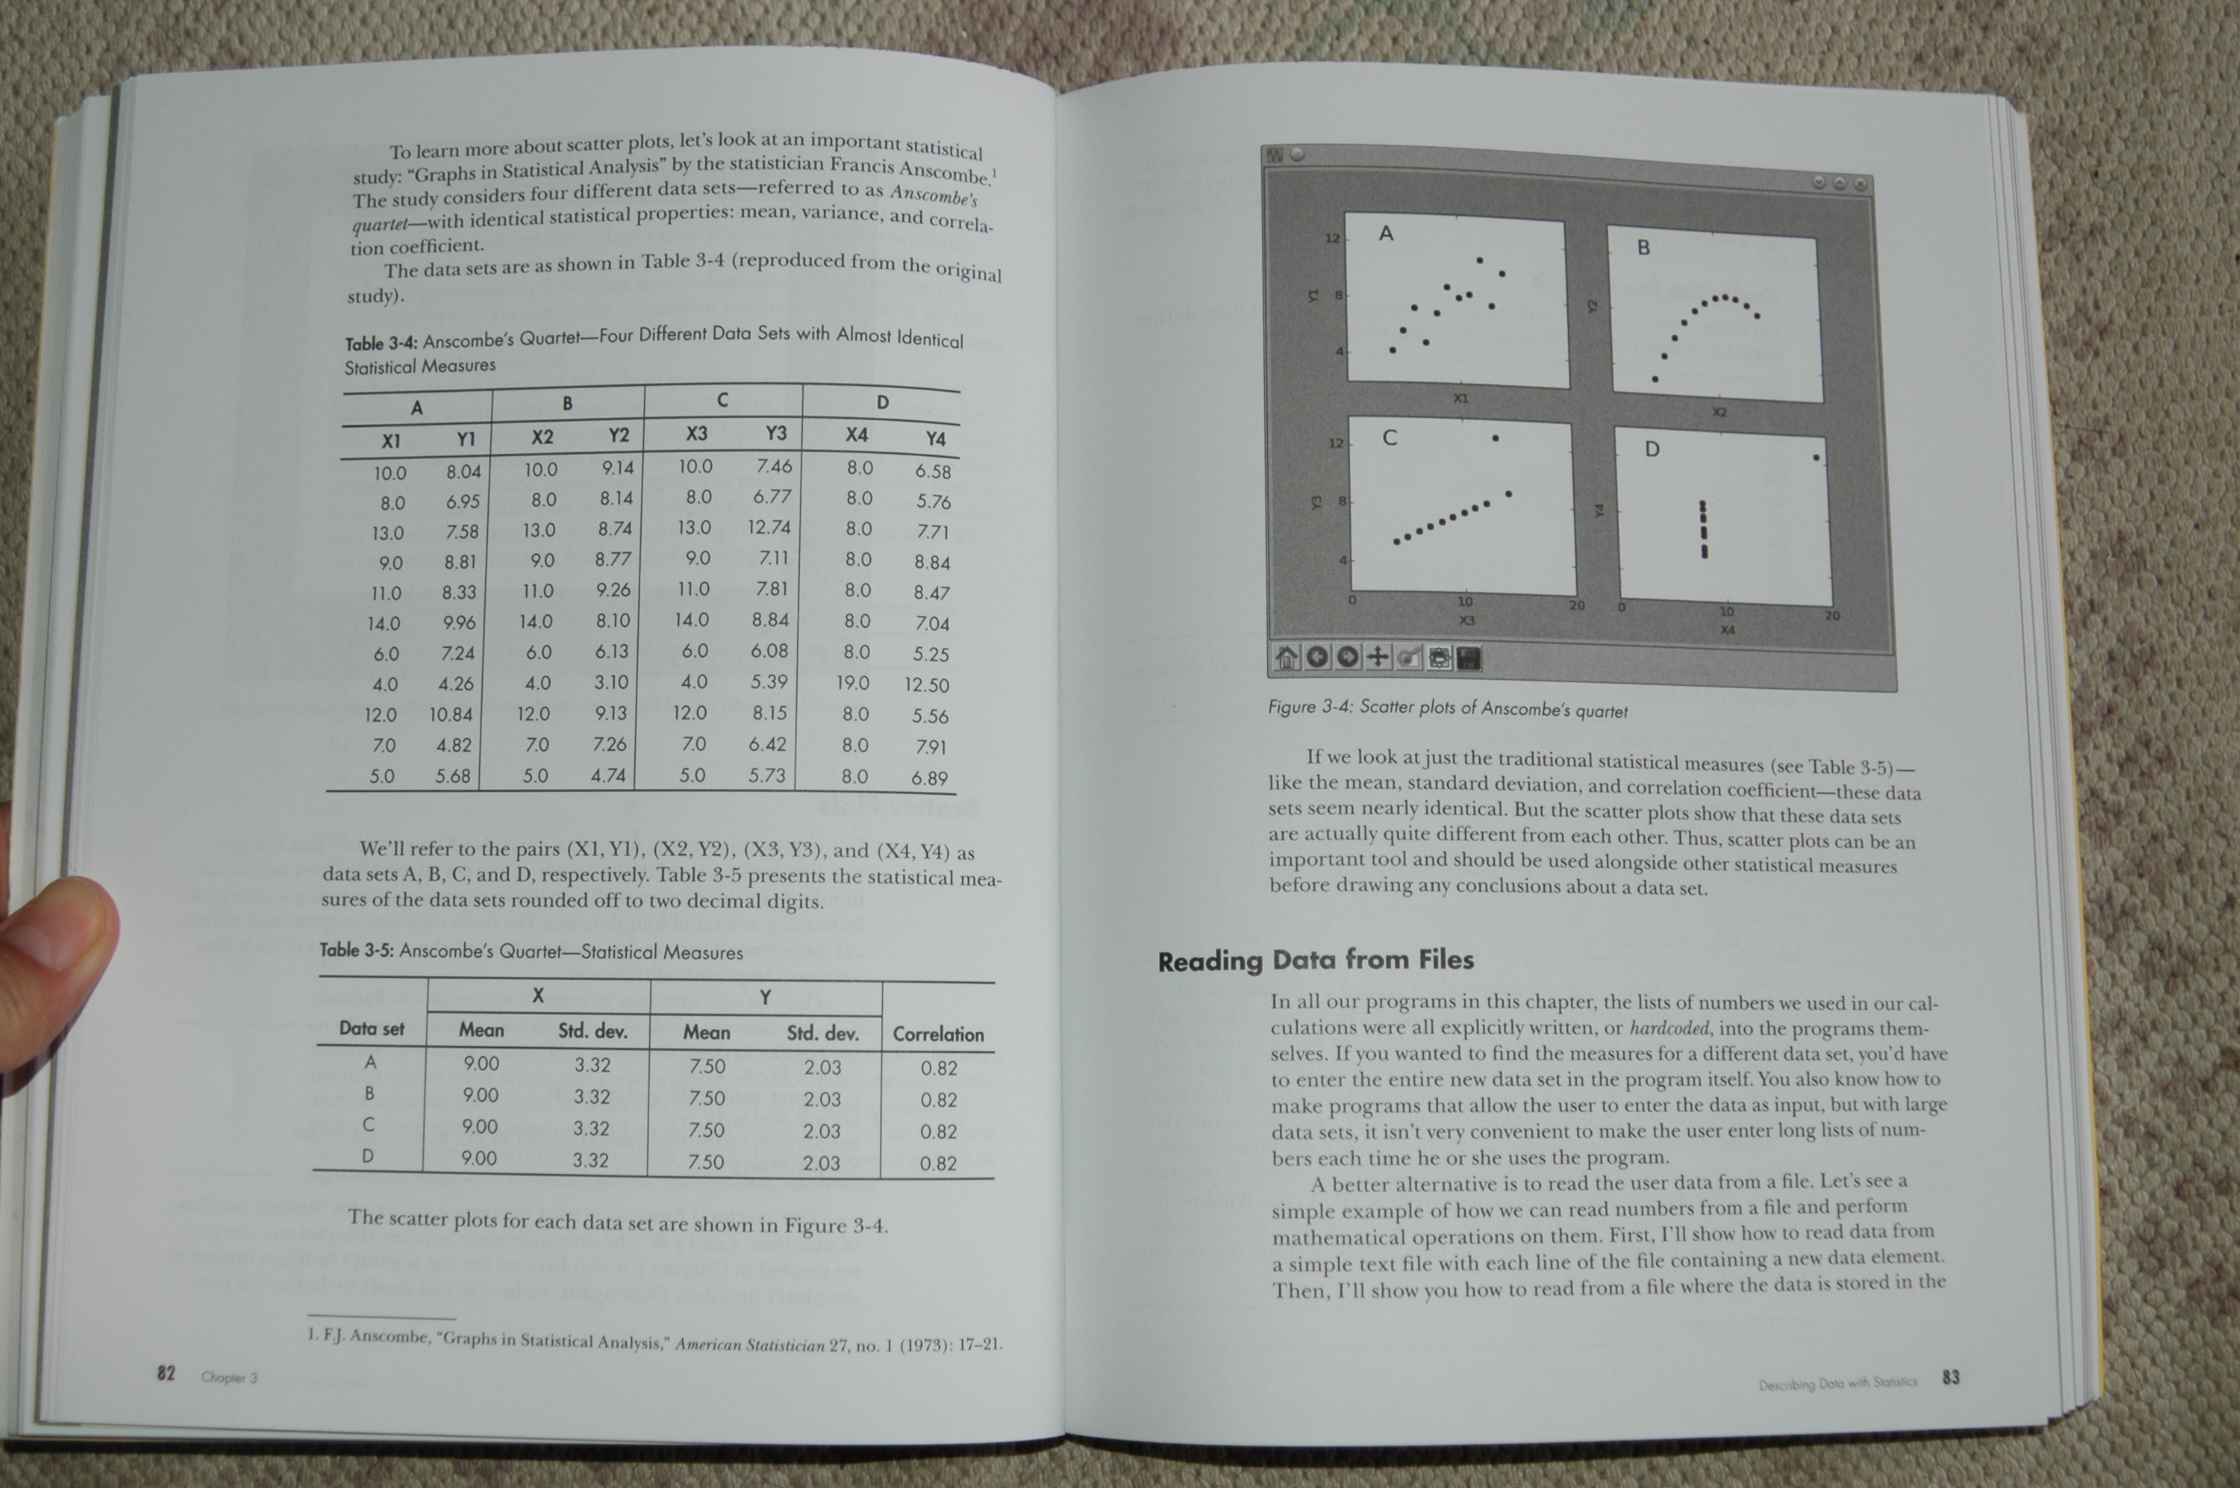 To learn more about scatter plots, let's look at an important statistical
study: "Graphs in Statistical Analysis" by the statistician Francis Anscombe.1
The study considers four different data sets—referred to as Anscombe's
quartet—with identical statistical properties: mean, variance, and correla-
tion coefficient.
The data sets are as shown in Table 3-4 (reproduced from the original
study).
Table 3-4: Anscombe's Quartet—Four Different Data Sets with Almost Identical
Statistical Measures
A B C D
X1 Y1 X2 Y2 X3 Y3 X4 Y4
10.0 8.04 10.0 9.14 10.0 7.46 8.0 6.58
8.0 6.95 8.0 8.14 8.0 6.77 8.0 5.76
13.0 7.58 13.0 8.74 13.0 12.74 8.0 7.71
9.0 8.81 9.0 8.77 9.0 7.11 8.0 8.84
11.0 8.33 11.0 9.26 11.0 7.81 8.0 8.47
14.0 9.96 14.0 8.10 14.0 8.84 8.0 7.04
6.0 7.24 6.0 6.13 6.0 6.08 8.0 5.25
4.0 4.26 4.0 3.10 4.0 5.39 19.0 12.50
12.0 10.84 12.0 9.13 12.0 8.15 8.0 5.56
7.0 4.82 7.0 7.26 7.0 6.42 8.0 7.91
5.0 5.68 5.0 4.74 5.0 5.73 8.0 6.89
We'll refer to the pairs (X1, Y1), (X2, Y2), (X3, Y3), and (X4, Y4) as
data sets A, B, C, and D, respectively. Table 3-5 presents the statistical mea-
sures of the data sets rounded off to two decimal digits.
Table 3-5: Anscombe's Quartet—Statistical Measures
X Y
Data set Mean Std. dev. Mean Std. dev. Correlation
A 9.00 3.32 7.50 2.03 0.82
B 9.00 3.32 7.50 2.03 0.82
C 9.00 3.32 7.50 2.03 0.82
D 9.00 3.32 7.50 2.03 0.82
The scatter plots for each data set are shown in Figure 3-4.
1. F.J. Anscombe, "Graphs in Statistical Analysis," American Statistician 27, no. 1 (1973): 17–21.
82 Chapter 3
A
12
8
4
Y1
X1
B
Y2
X2
C
12
8
4
Y3
0 10 20
X3
D
Y4
0 10 20
X4
Figure 3-4: Scatter plots of Anscombe's quartet
If we look at just the traditional statistical measures (see Table 3-5)—
like the mean, standard deviation, and correlation coefficient—these data
sets seem nearly identical. But the scatter plots show that these data sets
are actually quite different from each other. Thus, scatter plots can be an
important tool and should be used alongside other statistical measures
before drawing any conclusions about a data set.
Reading Data from Files
In all our programs in this chapter, the lists of numbers we used in our cal-
culations were all explicitly written, or hardcoded, into the programs them-
selves. If you wanted to find the measures for a different data set, you'd have
to enter the entire new data set in the program itself. You also know how to
make programs that allow the user to enter the data as input, but with large
data sets, it isn't very convenient to make the user enter long lists of num-
bers each time he or she uses the program.
A better alternative is to read the user data from a file. Let's see a
simple example of how we can read numbers from a file and perform
mathematical operations on them. First, I'll show how to read data from
a simple text file with each line of the file containing a new data element.
Then, I'll show you how to read from a file where the data is stored in the
Describing Data with Statistics 83